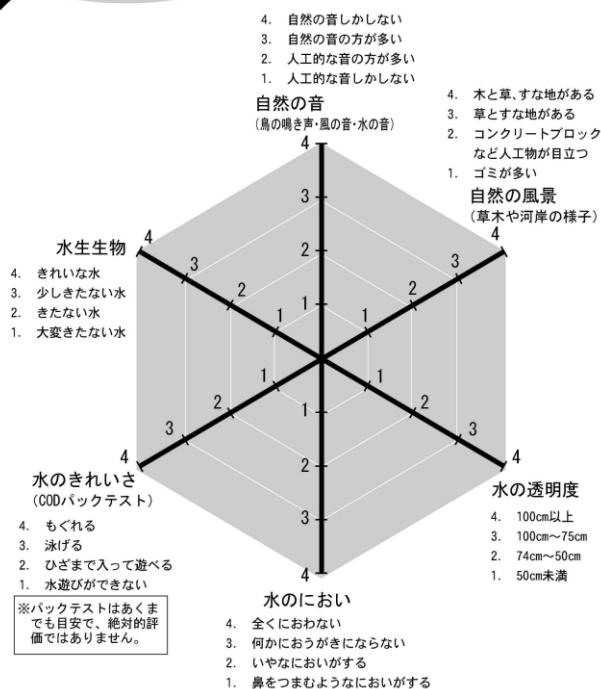 4. 自然の音しかしない
3. 自然の音の方が多い
2. 人工的な音の方が多い
1. 人工的な音しかしない
自然の音
(鳥の鳴き声・風の音・水の音)
4
3
2
1
4. 木と草、すな地がある
3. 草とすな地がある
2. コンクリートブロック
など人工物が目立つ
1. ゴミが多い
自然の風景
(草木や河岸の様子)
4
3
2
1
水生生物
4. きれいな水
3. 少しきたない水
2. きたない水
1. 大変きたない水
4
3
2
1
1
2
3
4
水のきれいさ
(CODパックテスト)
4. もぐれる
3. 泳げる
2. ひざまで入って遊べる
1. 水遊びができない
※パックテストはあくま
でも目安で、絶対的評
価ではありません。
1
2
3
4
水の透明度
4. 100cm以上
3. 100cm～75cm
2. 74cm～50cm
1. 50cm未満
1
2
3
4
水のにおい
4. 全くにおわない
3. 何かにおうがきにならない
2. いやなにおいがする
1. 鼻をつまむようなにおいがする